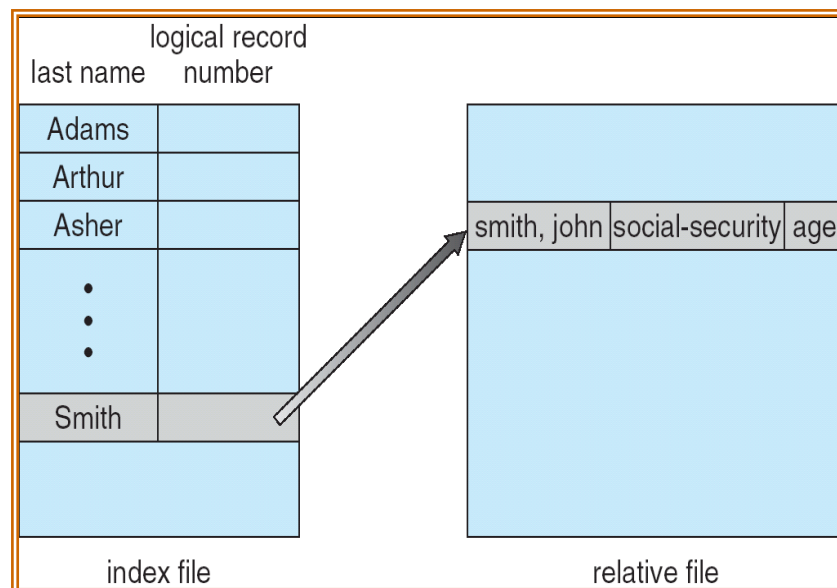 logical record
last name number
Adams
Arthur
Asher
Smith
smith, john social-security age
index file
relative file